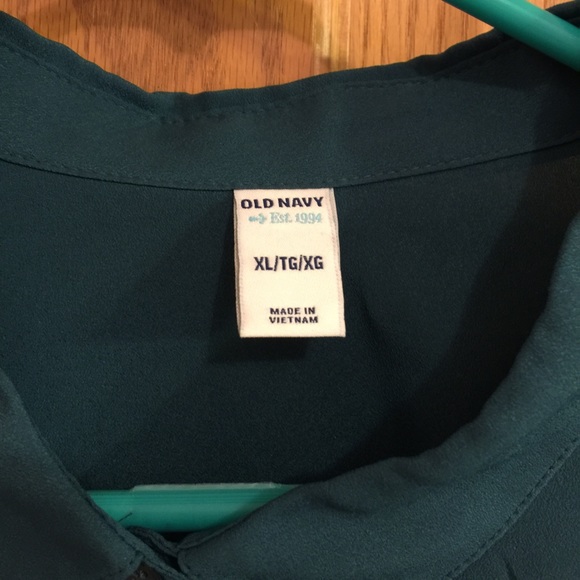 OLD NAVY
Est. 1994
XL/TG/XG
MADE IN
VIETNAM